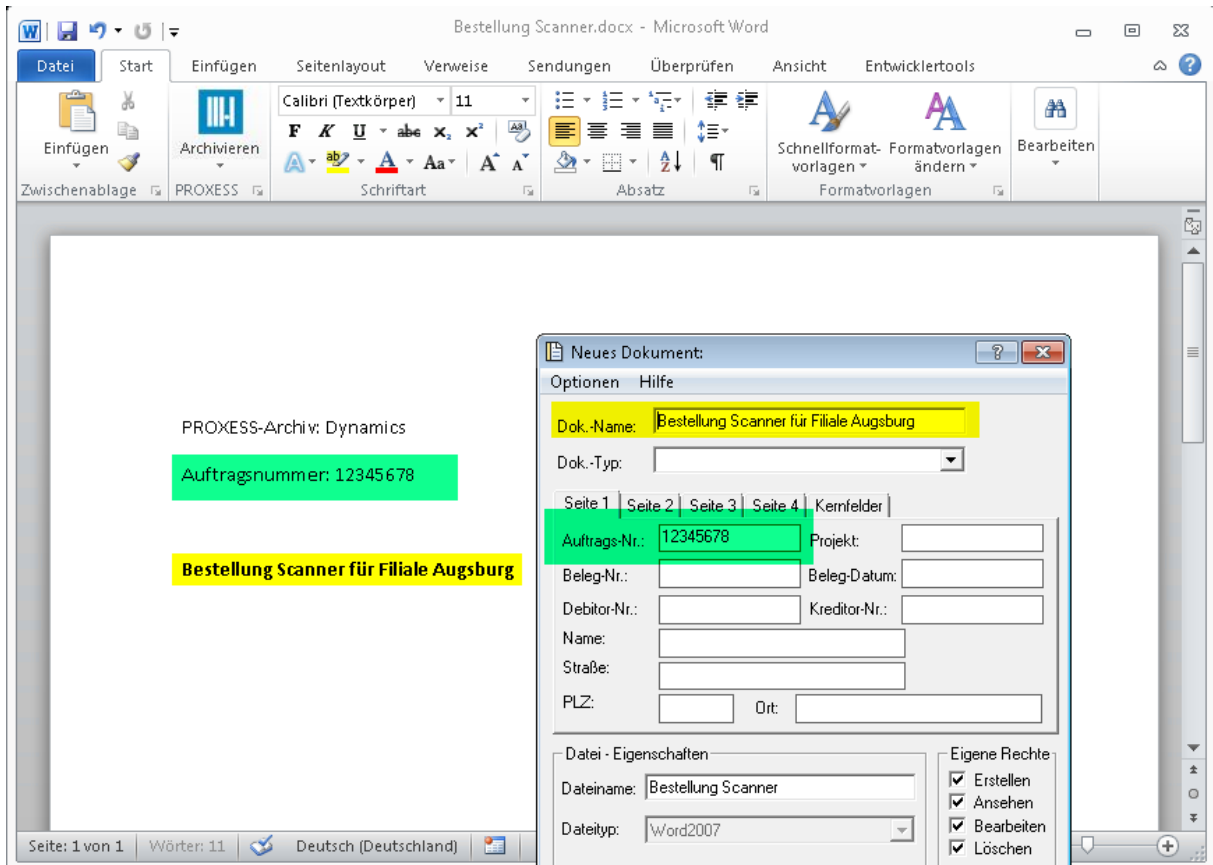 Bestellung Scanner.docx - Microsoft Word
Datei Start Einfügen Seitenlayout Verweise Sendungen Überprüfen Ansicht Entwicklertools
Einfügen
Zwischenablage
Archivieren
PROXESS
Calibri (Textkörper) 11
F K U abe x₂ x²
ab Aa A A
Schriftart
Absatz
Schnellformat-
vorlagen
Formatvorlagen
ändern
Formatvorlagen
Bearbeiten
PROXESS-Archiv: Dynamics
Auftragsnummer: 12345678
Bestellung Scanner für Filiale Augsburg
Neues Dokument:
Optionen Hilfe
Dok.-Name: Bestellung Scanner für Filiale Augsburg
Dok.-Typ:
Seite 1 Seite 2 Seite 3 Seite 4 Kernfelder
Auftrags-Nr.: 12345678 Projekt:
Beleg-Nr.: Beleg-Datum:
Debitor-Nr.: Kreditor-Nr.:
Name:
Straße:
PLZ: Ort:
Datei - Eigenschaften
Dateiname: Bestellung Scanner
Dateityp: Word2007
Eigene Rechte
Erstellen
Ansehen
Bearbeiten
Löschen
Seite: 1 von 1 Wörter: 11 Deutsch (Deutschland)